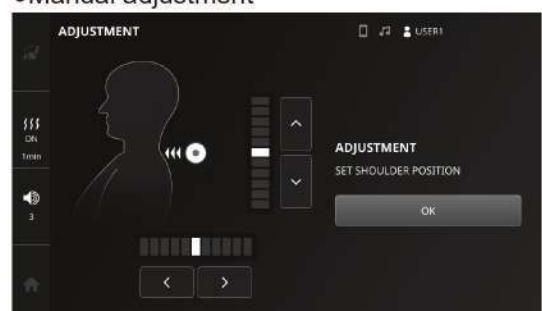 ●Manual adjustment
ADJUSTMENT
USER1
ON
1min
3
ADJUSTMENT
SET SHOULDER POSITION
OK